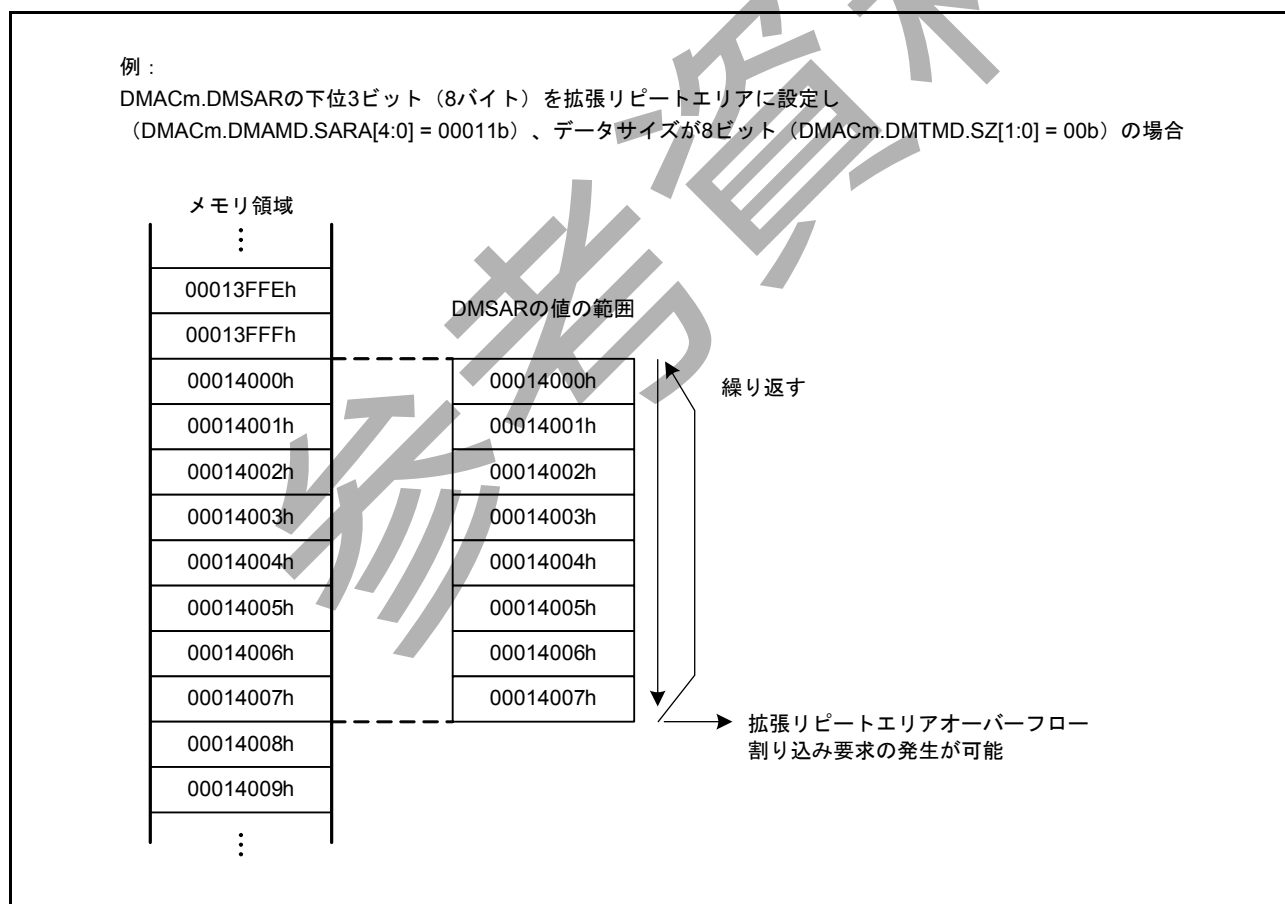 例：
DMACm.DMSARの下位3ビット（8バイト）を拡張リピートエリアに設定し
（DMACm.DMAMD.SARA[4:0] = 00011b）、データサイズが8ビット（DMACm.DMTMD.SZ[1:0] = 00b）の場合
メモリ領域
⋮
00013FFEh
00013FFFh
00014000h
00014001h
00014002h
00014003h
00014004h
00014005h
00014006h
00014007h
00014008h
00014009h
⋮
DMSARの値の範囲
00014000h
00014001h
00014002h
00014003h
00014004h
00014005h
00014006h
00014007h
繰り返す
拡張リピートエリアオーバーフロー
割り込み要求の発生が可能
参考資料